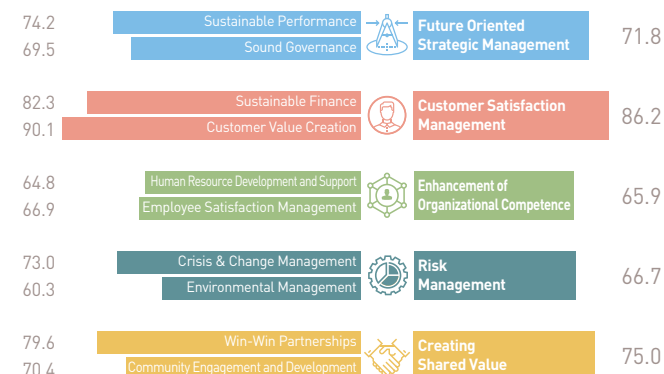 74.2 Sustainable Performance
69.5 Sound Governance
Future Oriented
Strategic Management
71.8
82.3 Sustainable Finance
90.1 Customer Value Creation
Customer Satisfaction
Management
86.2
64.8 Human Resource Development and Support
66.9 Employee Satisfaction Management
Enhancement of
Organizational Competence
65.9
73.0 Crisis & Change Management
60.3 Environmental Management
Risk
Management
66.7
79.6 Win-Win Partnerships
70.4 Community Engagement and Development
Creating
Shared Value
75.0